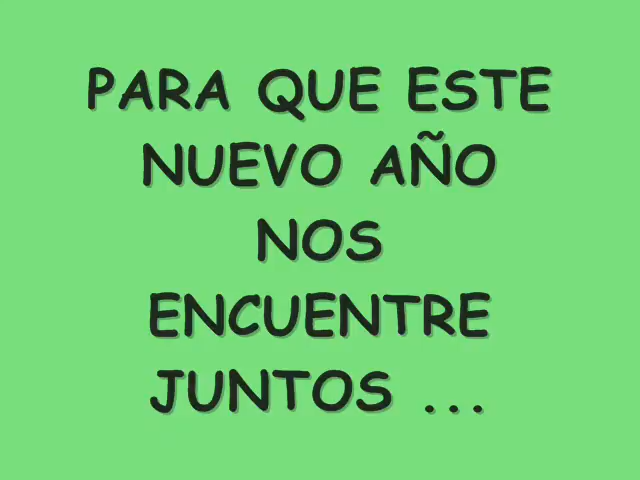 PARA QUE ESTE
NUEVO AÑO
NOS
ENCUENTRE
JUNTOS ...